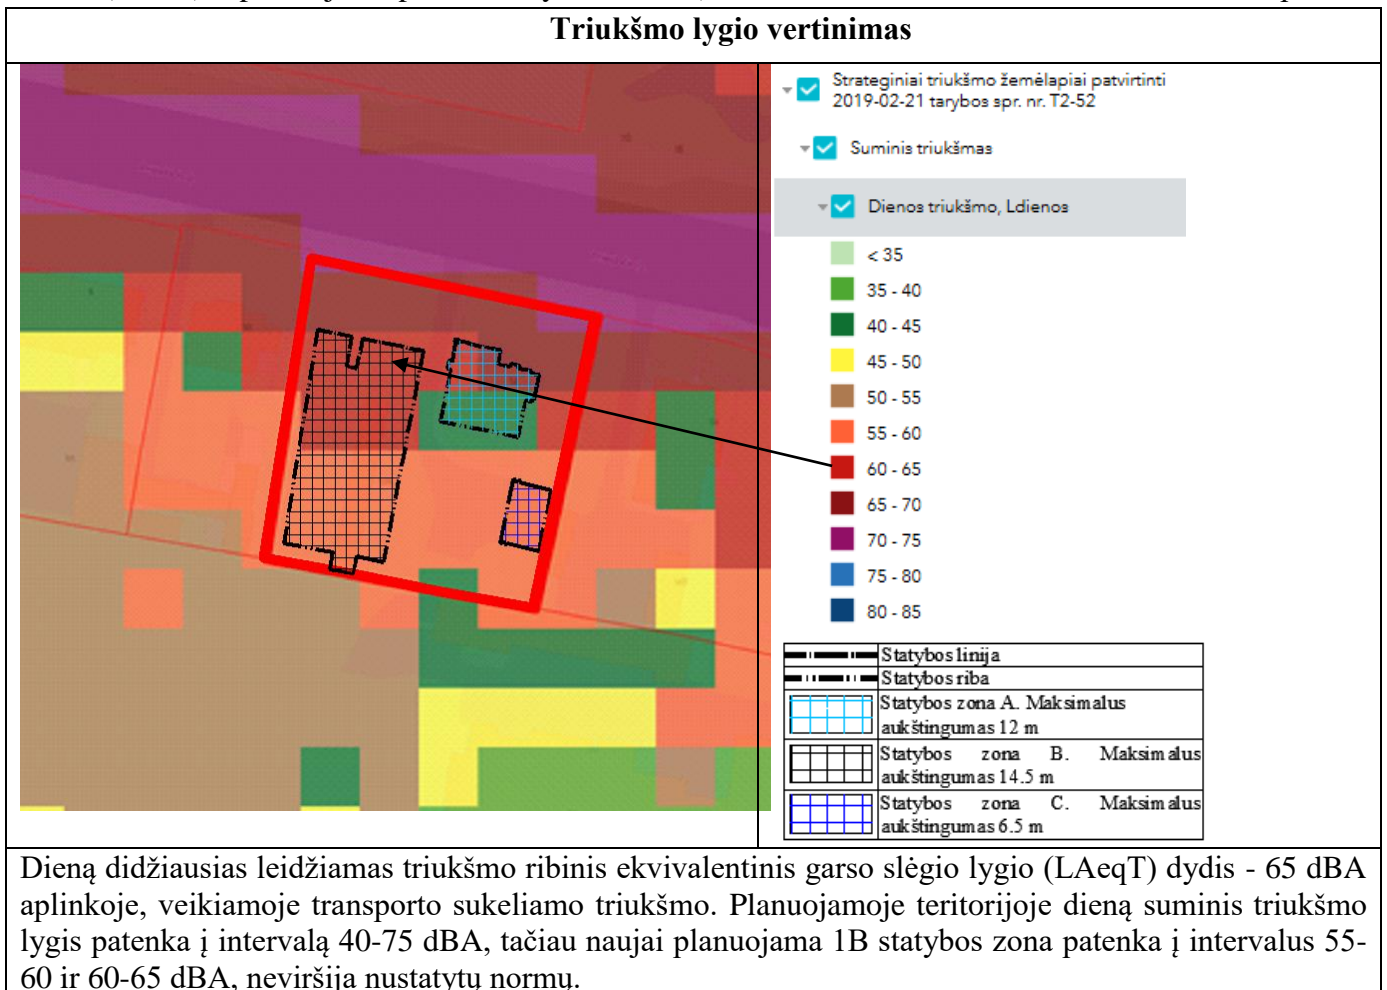 Triukšmo lygio vertinimas
Strateginiai triukšmo žemėlapiai patvirtinti
2019-02-21 tarybos spr. nr. T2-52
Suminis triukšmas
Dienos triukšmo, Ldienos
< 35
35 - 40
40 - 45
45 - 50
50 - 55
55 - 60
60 - 65
65 - 70
70 - 75
75 - 80
80 - 85
Statybos linija
Statybos riba
Statybos zona A. Maksimalus
aukštingumas 12 m
Statybos zona B. Maksimalus
aukštingumas 14.5 m
Statybos zona C. Maksimalus
aukštingumas 6.5 m
Dieną didžiausias leidžiamas triukšmo ribinis ekvivalentinis garso slėgio lygio (LAeqT) dydis - 65 dBA
aplinkoje, veikiamoje transporto sukeliamo triukšmo. Planuojamoje teritorijoje dieną suminis triukšmo
lygis patenka į intervalą 40-75 dBA, tačiau naujai planuojama 1B statybos zona patenka į intervalus 55-
60 ir 60-65 dBA, neviršija nustatytų normų.